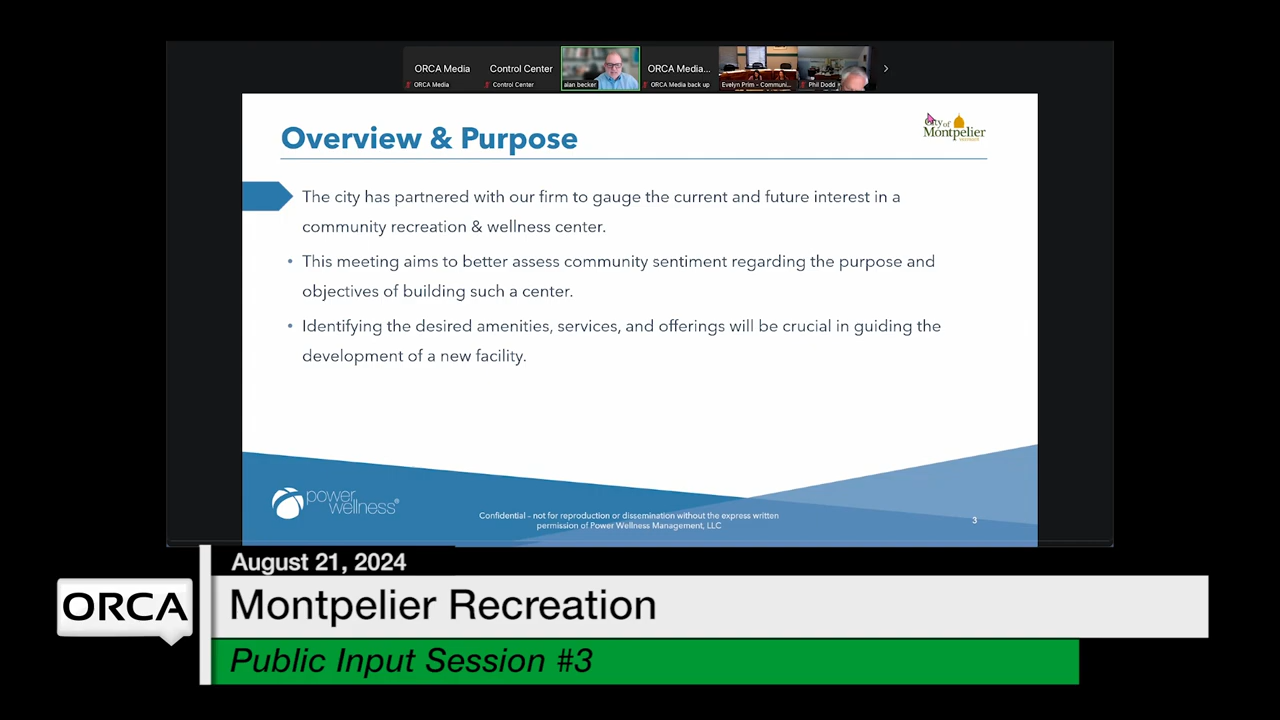 ORCA Media
Control Center
ORCA Media...
ORCA Media
Control Center
alan becker
ORCA Media back up
Evelyn Prim - Communi...
Phil Dodd
Overview & Purpose
City of
Montpelier
The city has partnered with our firm to gauge the current and future interest in a
community recreation & wellness center.
• This meeting aims to better assess community sentiment regarding the purpose and
objectives of building such a center.
• Identifying the desired amenities, services, and offerings will be crucial in guiding the
development of a new facility.
power
wellness®
Confidential – not for reproduction or dissemination without the express written
permission of Power Wellness Management, LLC
3
August 21, 2024
ORCA
Montpelier Recreation
Public Input Session #3